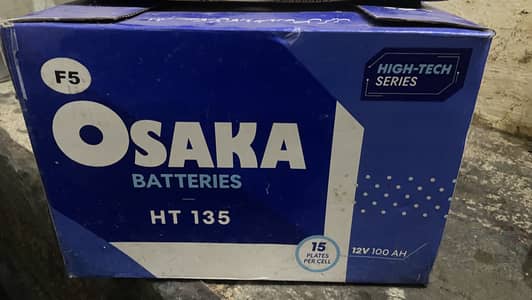 F5
HIGH-TECH
SERIES
OSAKA
BATTERIES
HT 135
15
PLATES
PER CELL
12V 100 AH